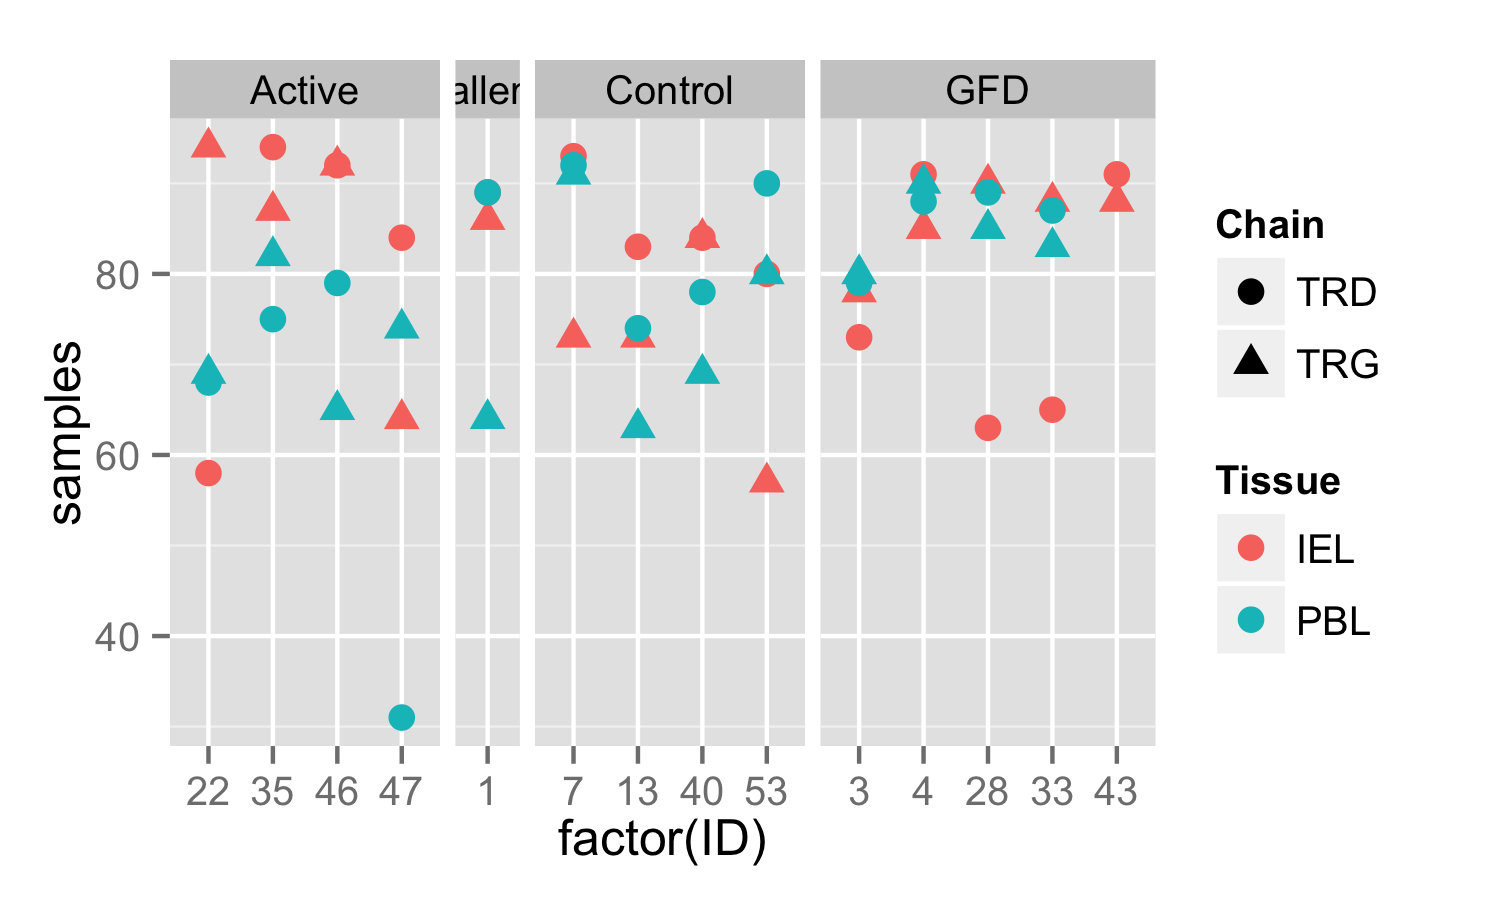 Active aller Control GFD
80
60
40
samples
22 35 46 47 1 7 13 40 53 3 4 28 33 43
factor(ID)
Chain
TRD
TRG
Tissue
IEL
PBL